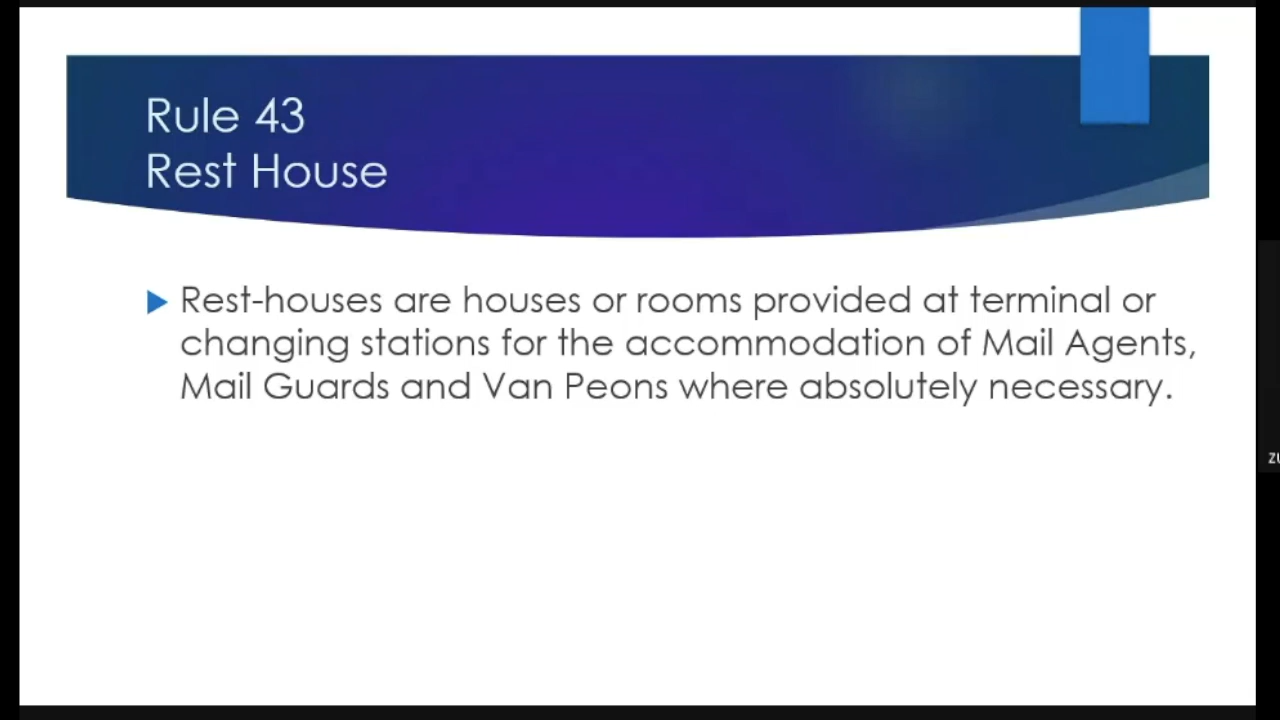 Rule 43
Rest House
Rest-houses are houses or rooms provided at terminal or
changing stations for the accommodation of Mail Agents,
Mail Guards and Van Peons where absolutely necessary.